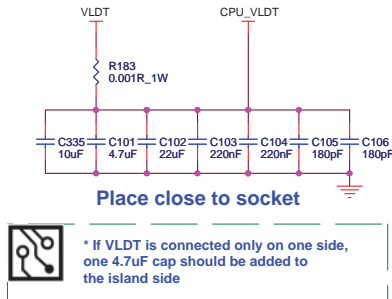 VLDT CPU_VLDT
R183
0.001R_1W
C335 C101 C102 C103 C104 C105 C106
10uF 4.7uF 22uF 220nF 220nF 180pF 180pF
Place close to socket
* If VLDT is connected only on one side,
one 4.7uF cap should be added to
the island side